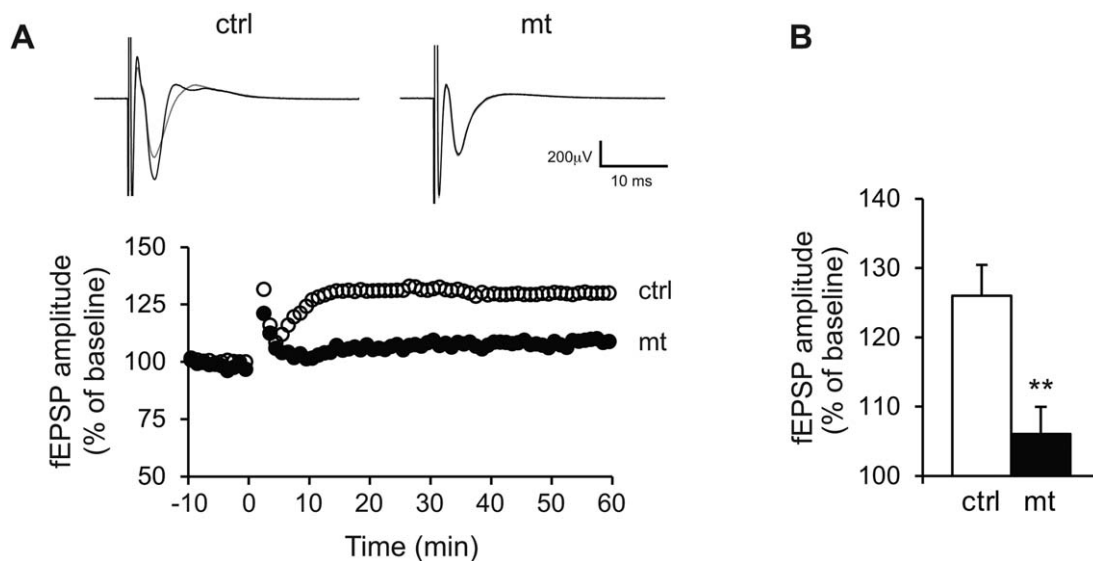 A
ctrl
mt
B
200µV
10 ms
fEPSP amplitude
(% of baseline)
150
125
100
75
50
ctrl
mt
-10
0
10
20
30
40
50
60
Time (min)
fEPSP amplitude
(% of baseline)
140
130
120
110
100
**
ctrl
mt